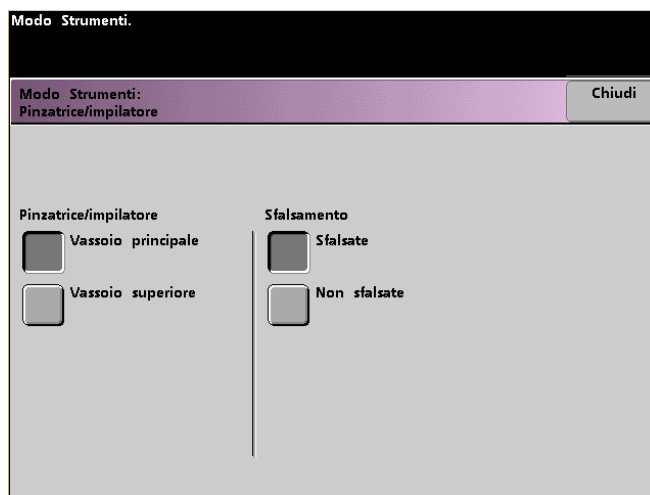 Modo Strumenti.
Modo Strumenti:
Pinzatrice/impilatore
Chiudi
Pinzatrice/impilatore
Vassoio principale
Vassoio superiore
Sfalsamento
Sfalsate
Non sfalsate